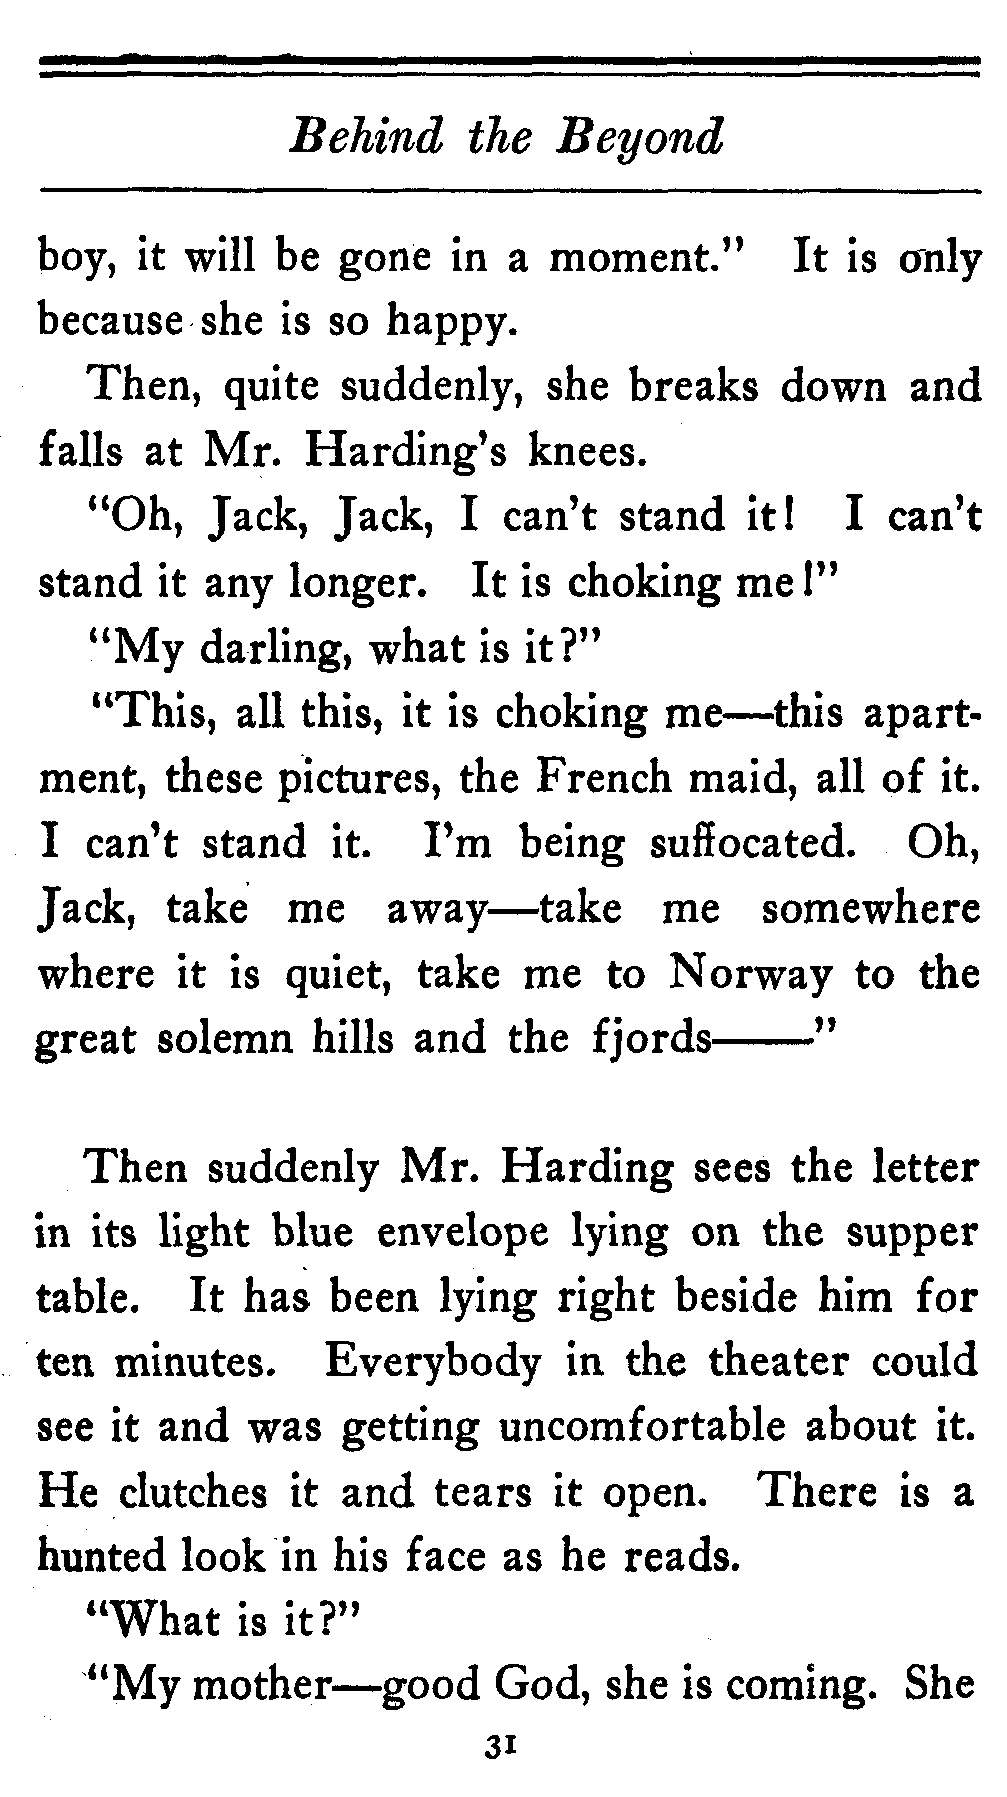 Behind the Beyond
boy, it will be gone in a moment." It is only
because she is so happy.
Then, quite suddenly, she breaks down and
falls at Mr. Harding's knees.
"Oh, Jack, Jack, I can't stand it! I can't
stand it any longer. It is choking me!"
"My darling, what is it?"
"This, all this, it is choking me—this apart-
ment, these pictures, the French maid, all of it.
I can't stand it. I'm being suffocated. Oh,
Jack, take me away—take me somewhere
where it is quiet, take me to Norway to the
great solemn hills and the fjords——"
Then suddenly Mr. Harding sees the letter
in its light blue envelope lying on the supper
table. It has been lying right beside him for
ten minutes. Everybody in the theater could
see it and was getting uncomfortable about it.
He clutches it and tears it open. There is a
hunted look in his face as he reads.
"What is it?"
"My mother—good God, she is coming. She
31